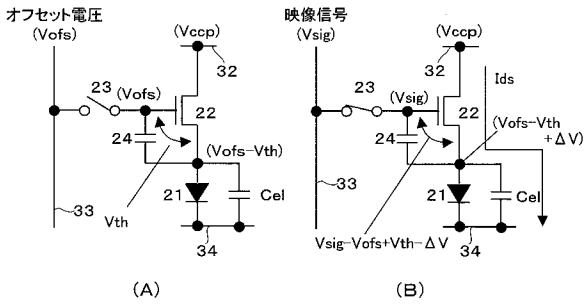 オフセット電圧
(Vofs)
(Vccp)
32
23
(Vofs)
22
24
(Vofs-Vth)
21
Cel
33
Vth
34
(A)
映像信号
(Vsig)
(Vccp)
32
23
(Vsig)
22
Ids
24
(Vofs-Vth
+ΔV)
21
Cel
33
34
Vsig-Vofs+Vth-ΔV
(B)